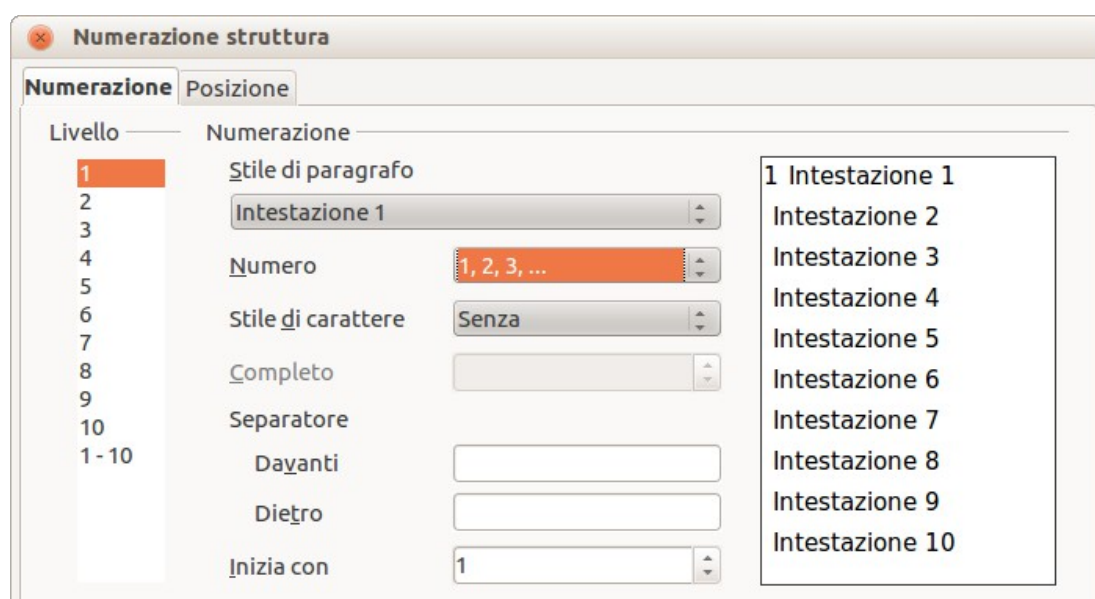 Numerazione struttura
Numerazione Posizione
Livello
1
2
3
4
5
6
7
8
9
10
1 - 10
Numerazione
Stile di paragrafo
Intestazione 1
Numero 1, 2, 3, ...
Stile di carattere Senza
Completo
Separatore
Davanti
Dietro
Inizia con 1
1 Intestazione 1
Intestazione 2
Intestazione 3
Intestazione 4
Intestazione 5
Intestazione 6
Intestazione 7
Intestazione 8
Intestazione 9
Intestazione 10